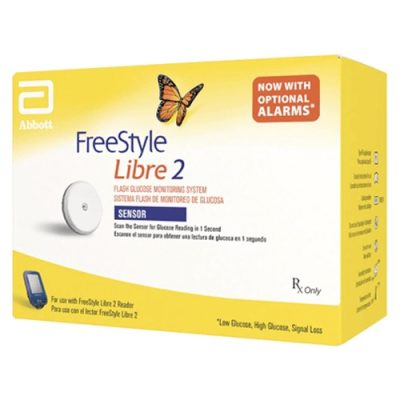 Abbott
NOW WITH
OPTIONAL
ALARMS*
FreeStyle
Libre 2
FLASH GLUCOSE MONITORING SYSTEM
SISTEMA FLASH DE MONITOREO DE GLUCOSA
SENSOR
Scan the Sensor for Glucose Reading in 1 Second
Escanee el sensor para obtener una lectura de glucosa en 1 segundo
Rx Only
For use with FreeStyle Libre 2 Reader
Para uso con el lector FreeStyle Libre 2
*Low Glucose, High Glucose, Signal Loss